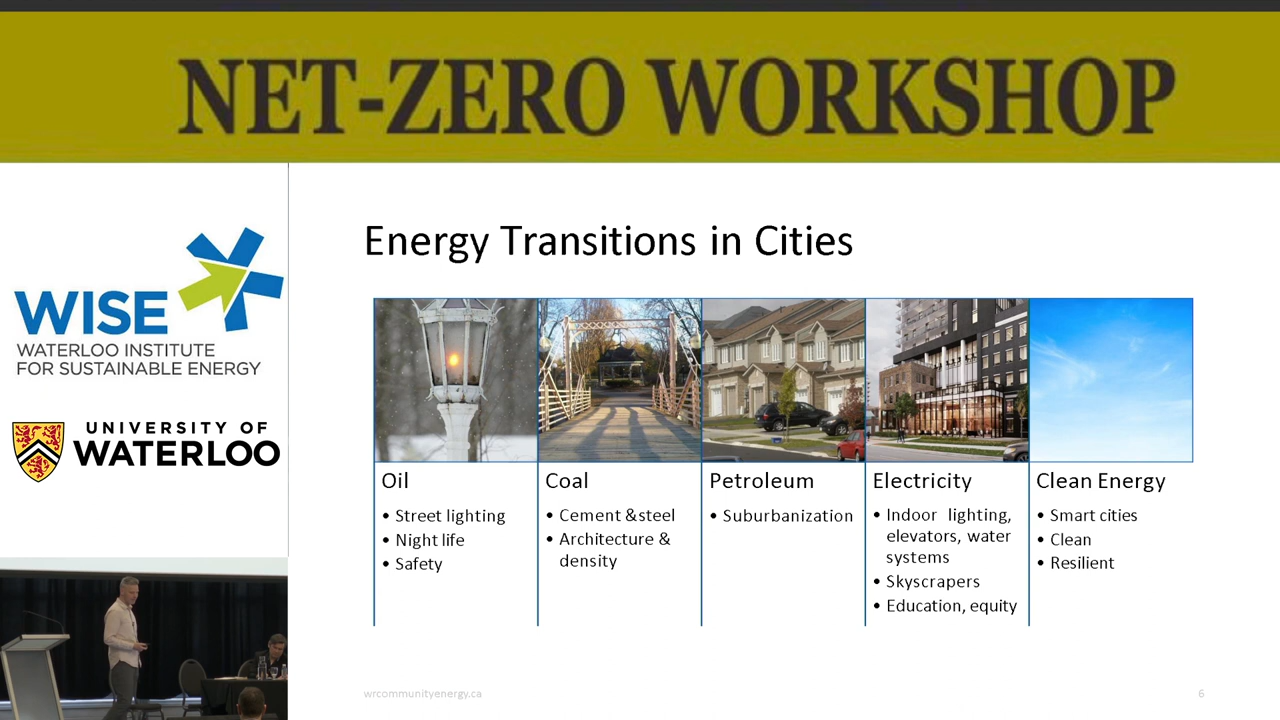 NET-ZERO WORKSHOP
WISE
WATERLOO INSTITUTE
FOR SUSTAINABLE ENERGY
UNIVERSITY OF
WATERLOO
Energy Transitions in Cities
Oil
• Street lighting
• Night life
• Safety
Coal
• Cement &steel
• Architecture &
density
Petroleum
• Suburbanization
Electricity
• Indoor lighting,
elevators, water
systems
• Skyscrapers
• Education, equity
Clean Energy
• Smart cities
• Clean
• Resilient
wrcommunityenergy.ca
6